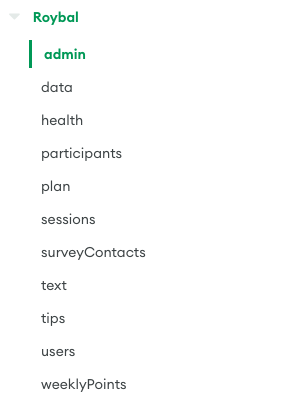 Roybal
admin
data
health
participants
plan
sessions
surveyContacts
text
tips
users
weeklyPoints